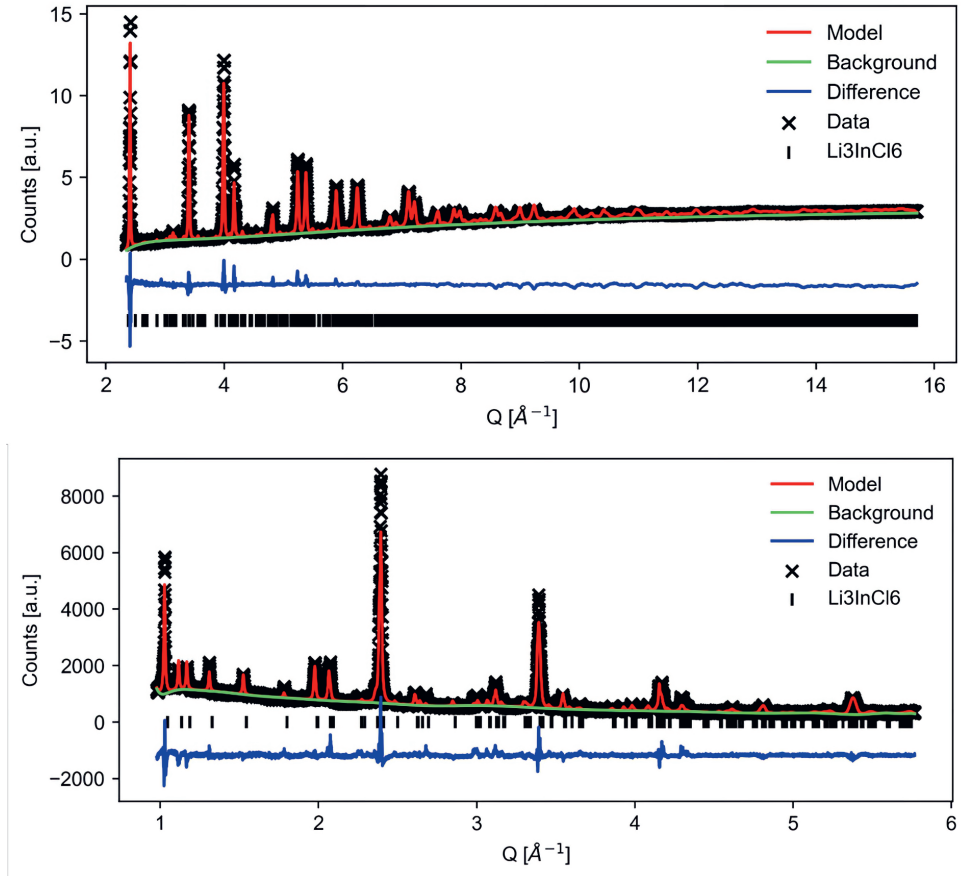 15
10
5
0
−5
Counts [a.u.]
Model
Background
Difference
Data
Li3InCl6
2 4 6 8 10 12 14 16
Q [Å⁻¹]
8000
6000
4000
2000
0
−2000
Counts [a.u.]
Model
Background
Difference
Data
Li3InCl6
1 2 3 4 5 6
Q [Å⁻¹]